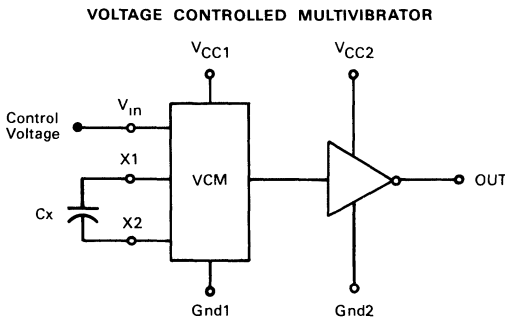 VOLTAGE CONTROLLED MULTIVIBRATOR
VCC1
VCC2
Control
Voltage
Vin
X1
VCM
OUT
Cx
X2
Gnd1
Gnd2